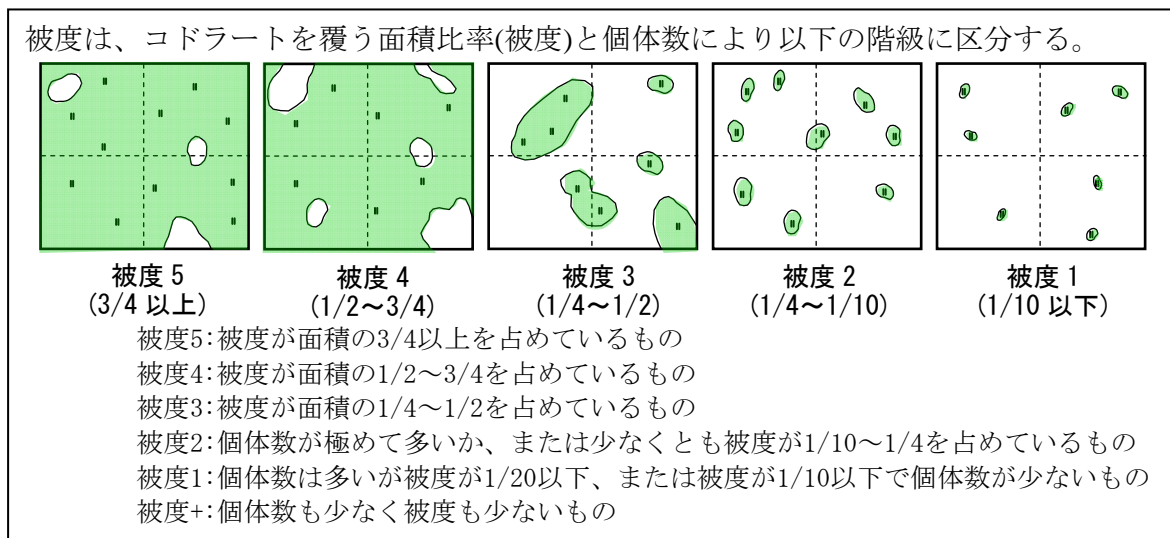 被度は、コドラートを覆う面積比率(被度)と個体数により以下の階級に区分する。
被度 5
(3/4 以上)
被度 4
(1/2～3/4)
被度 3
(1/4～1/2)
被度 2
(1/4～1/10)
被度 1
(1/10 以下)
被度5:被度が面積の3/4以上を占めているもの
被度4:被度が面積の1/2～3/4を占めているもの
被度3:被度が面積の1/4～1/2を占めているもの
被度2:個体数が極めて多いか、または少なくとも被度が1/10～1/4を占めているもの
被度1:個体数は多いが被度が1/20以下、または被度が1/10以下で個体数が少ないもの
被度+:個体数も少なく被度も少ないもの